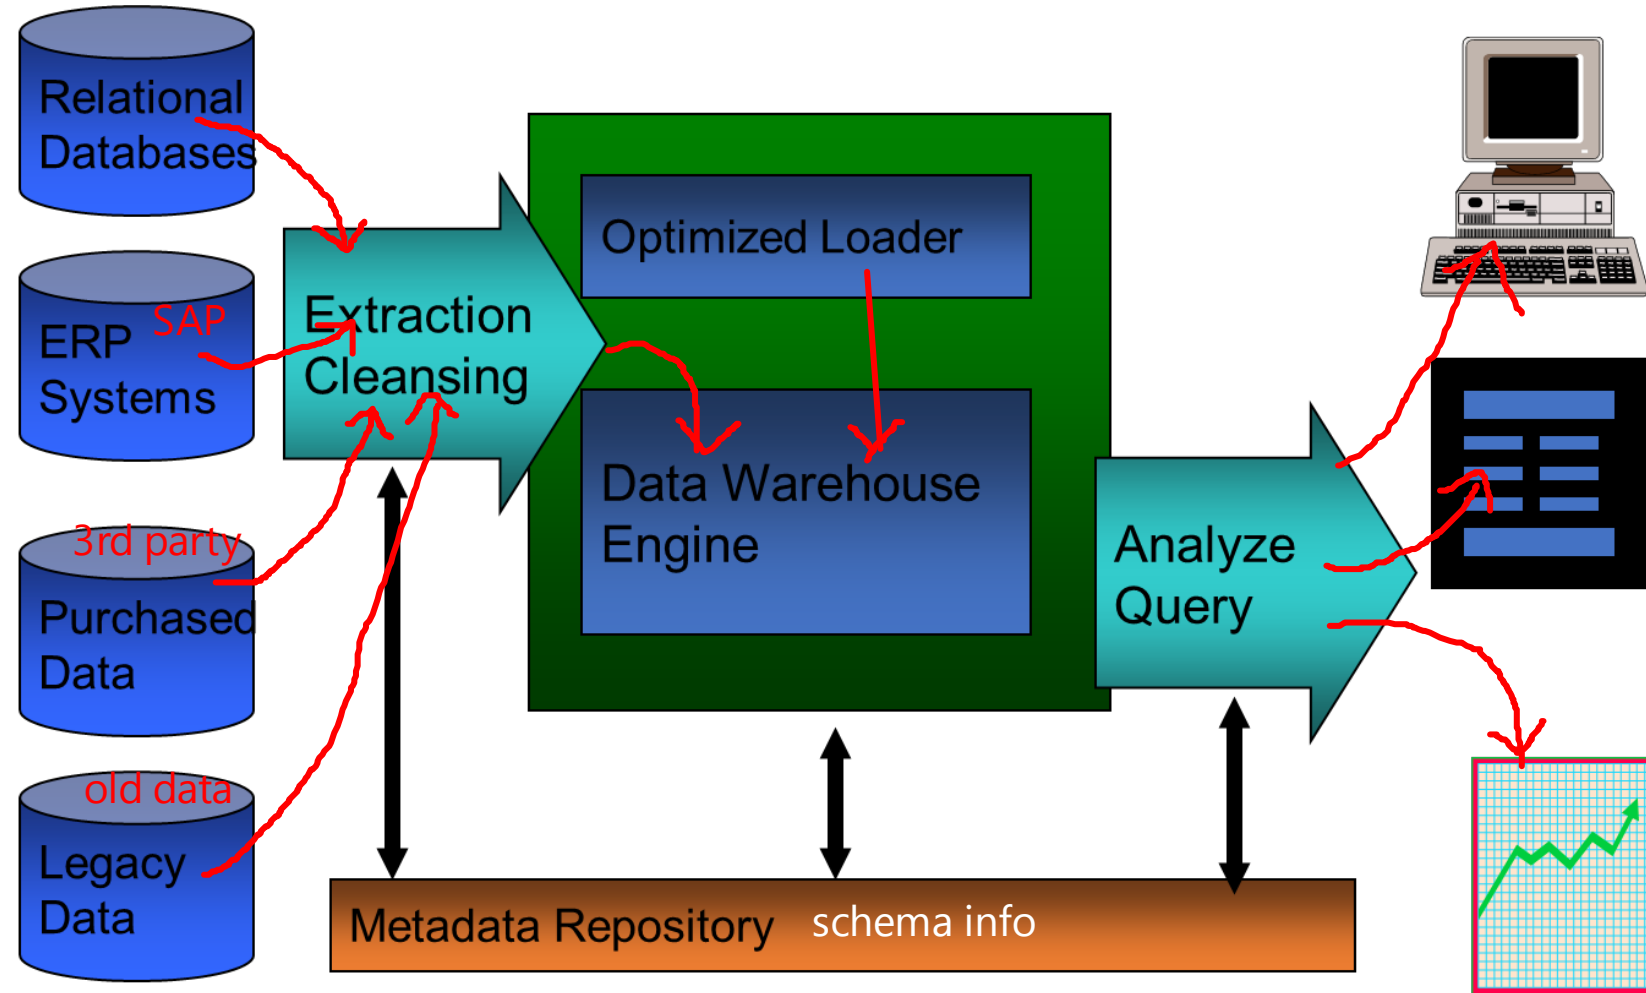 Relational
Databases
ERP SAP
Systems
3rd party
Purchased
Data
old data
Legacy
Data
Extraction
Cleansing
Optimized Loader
Data Warehouse
Engine
Analyze
Query
Metadata Repository schema info